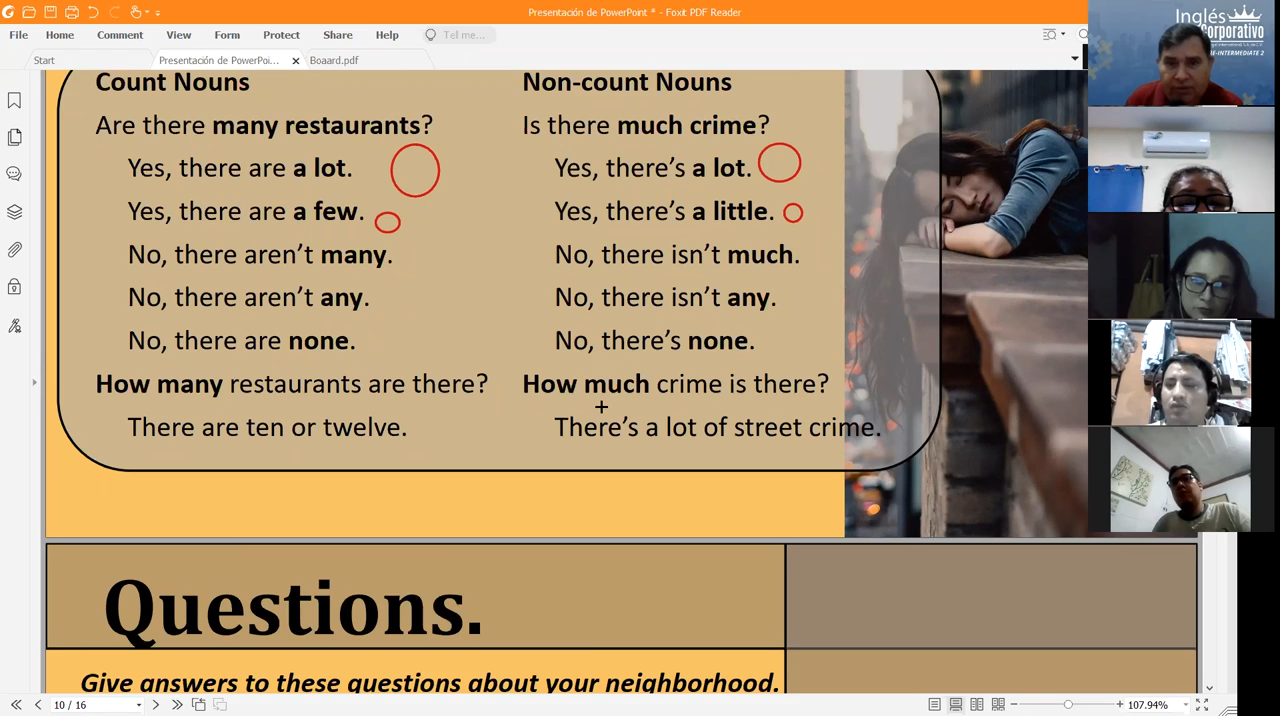 Presentación de PowerPoint * - Foxit PDF Reader
File Home Comment View Form Protect Share Help Tell me...
Start Presentación de PowerPoi... Boaard.pdf
Count Nouns
Are there many restaurants?
Yes, there are a lot.
Yes, there are a few.
No, there aren't many.
No, there aren't any.
No, there are none.
How many restaurants are there?
There are ten or twelve.
Non-count Nouns
Is there much crime?
Yes, there's a lot.
Yes, there's a little.
No, there isn't much.
No, there isn't any.
No, there's none.
How much crime is there?
There's a lot of street crime.
Questions.
Give answers to these questions about your neighborhood.
10 / 16
107.94%
Inglés
orporativo
E-INTERMEDIATE 2